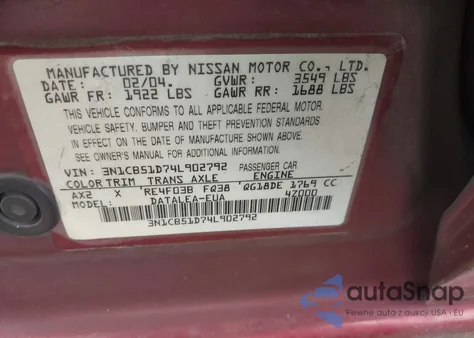 MANUFACTURED BY NISSAN MOTOR CO., LTD.
DATE: 02/04 GVWR: 3549 LBS
GAWR FR: 1922 LBS GAWR RR: 1688 LBS
THIS VEHICLE CONFORMS TO ALL APPLICABLE FEDERAL MOTOR
VEHICLE SAFETY, BUMPER AND THEFT PREVENTION STANDARDS
IN EFFECT ON THE DATE OF MANUFACTURE SHOWN ABOVE.
SEE OWNER'S MANUAL FOR ADDITIONAL INFORMATION.
VIN: 3N1CB51D74L902792 PASSENGER CAR
COLOR TRIM TRANS AXLE ENGINE
AX2 X RE4F03B FQ38 QG18DE 1769 CC
MODEL: DATALEA-EUA 4Z000
3N1CB51D74L902792
autoSnap
Pewne auta z aukcji USA • EU